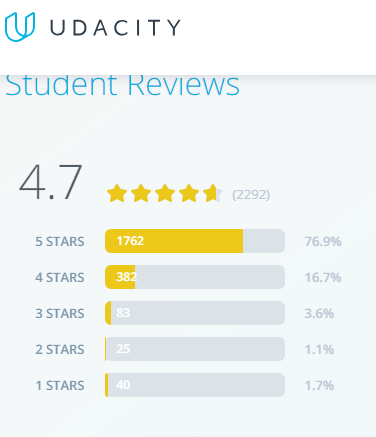 UDACITY
Student Reviews
4.7 (2292)
5 STARS 1762 76.9%
4 STARS 382 16.7%
3 STARS 83 3.6%
2 STARS 25 1.1%
1 STARS 40 1.7%